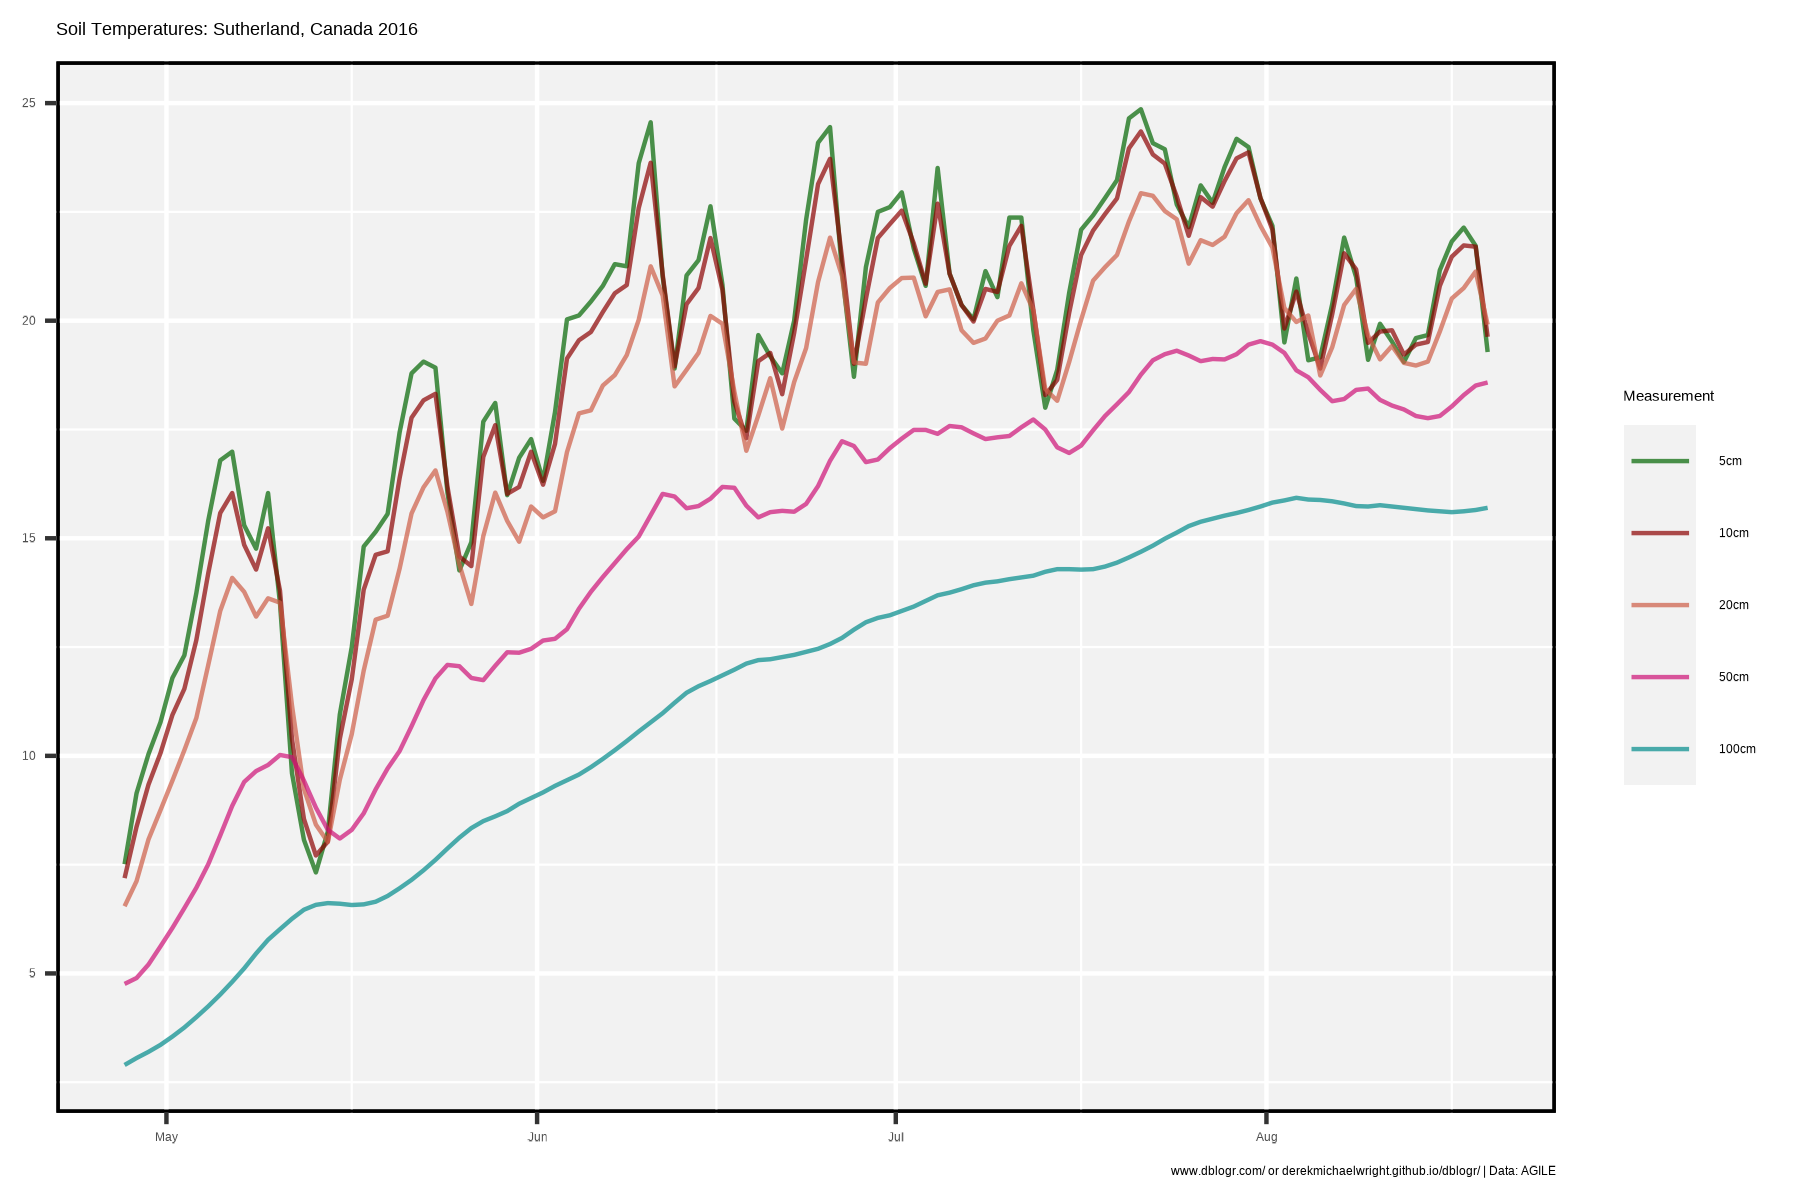 Soil Temperatures: Sutherland, Canada 2016
25
20
15
10
5
May
Jun
Jul
Aug
Measurement
5cm
10cm
20cm
50cm
100cm
www.dblogr.com/ or derekmichaelwright.github.io/dblogr/ | Data: AGILE